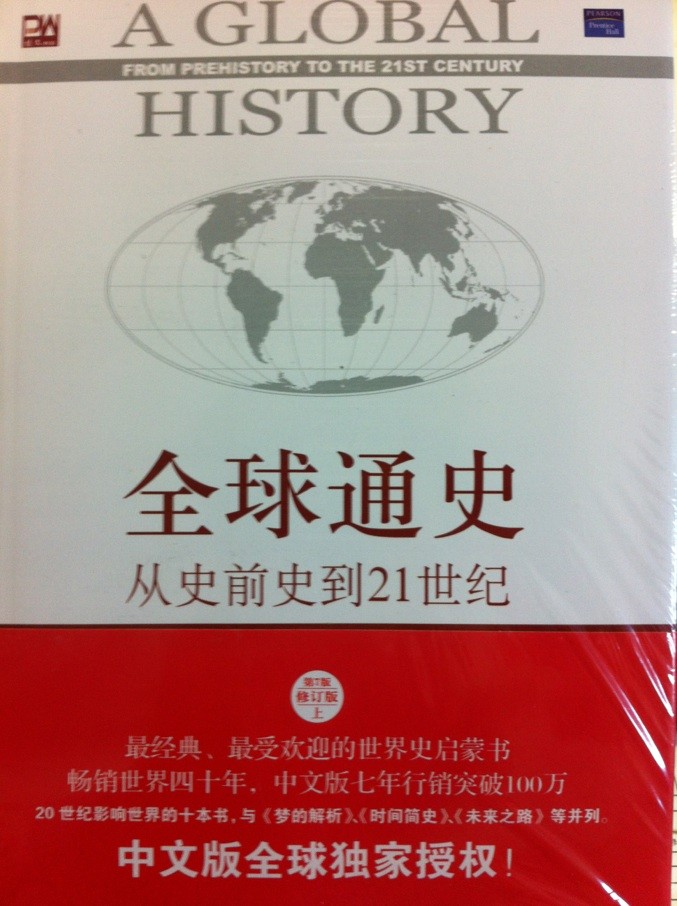 PW
PEARSON
Prentice
Hall
A GLOBAL
FROM PREHISTORY TO THE 21ST CENTURY
HISTORY
全球通史
从史前史到21世纪
第7版
修订版
上
最经典、最受欢迎的世界史启蒙书
畅销世界四十年，中文版七年行销突破100万
20世纪影响世界的十本书,与《梦的解析》、《时间简史》、《未来之路》等并列。
中文版全球独家授权！